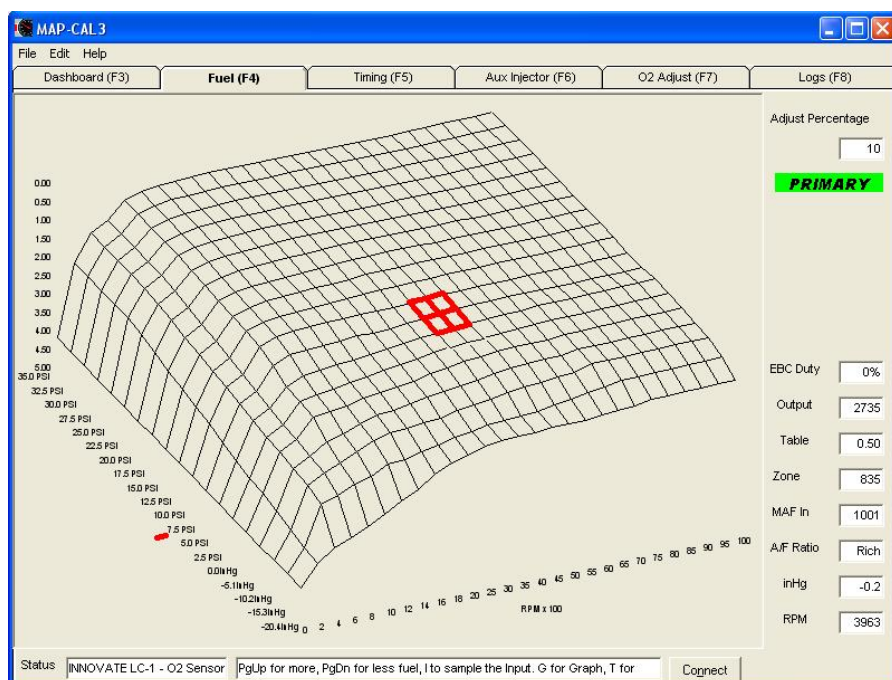 MAP-CAL3
File Edit Help
Dashboard (F3) Fuel (F4) Timing (F5) Aux Injector (F6) O2 Adjust (F7) Logs (F8)
Adjust Percentage
10
PRIMARY
0.00
0.50
1.00
1.50
2.00
2.50
3.00
3.50
4.00
4.50
5.00
35.0 PSI
32.5 PSI
30.0 PSI
27.5 PSI
25.0 PSI
22.5 PSI
20.0 PSI
17.5 PSI
15.0 PSI
12.5 PSI
10.0 PSI
7.5 PSI
5.0 PSI
2.5 PSI
0.0inHg
-5.1inHg
-10.2inHg
-15.3inHg
-20.4inHg
0 2 4 6 8 10 12 14 16 18 20 25 30 35 40 45 50 55 60 65 70 75 80 85 90 95 100
RPM x 100
EBC Duty 0%
Output 2735
Table 0.50
Zone 835
MAF In 1001
A/F Ratio Rich
inHg -0.2
RPM 3963
Status INNOVATE LC-1 - O2 Sensor PgUp for more, PgDn for less fuel, I to sample the Input. G for Graph, T for Connect